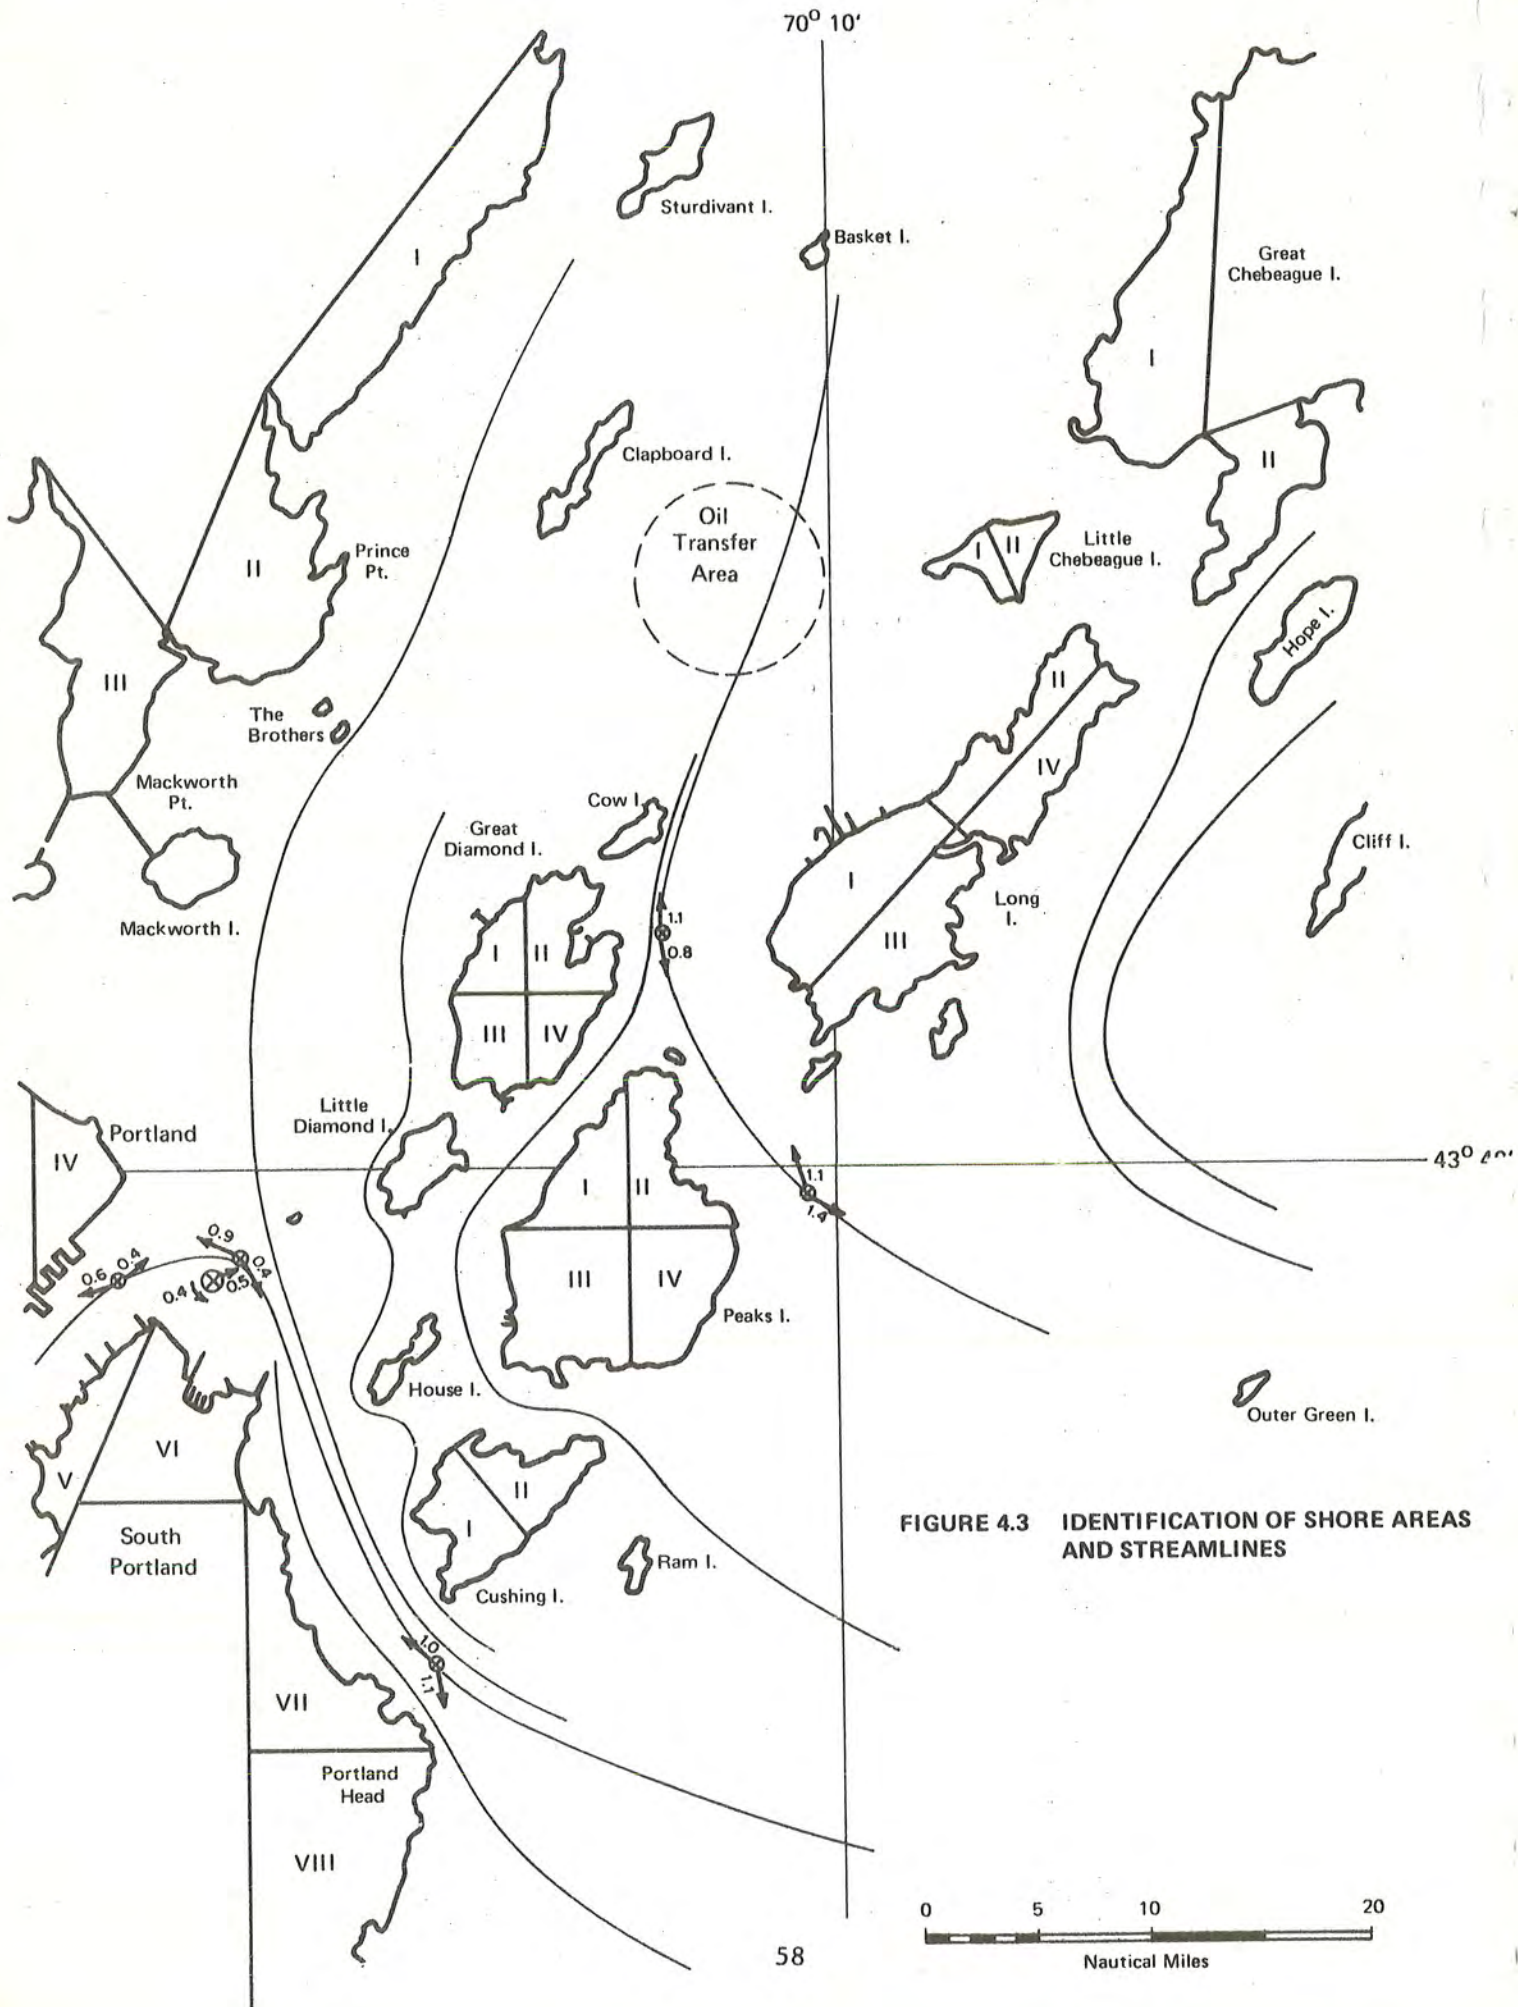 70° 10'
Sturdivant I.
Basket I.
I
Great
Chebeague I.
I
Clapboard I.
II
Oil
Transfer
Area
I
II
Little
Chebeague I.
Prince
Pt.
II
Hope I.
III
II
The
Brothers
IV
Mackworth
Pt.
Cow I.
Great
Diamond I.
Cliff I.
I
Long
I.
1.1
0.8
Mackworth I.
I
II
III
III
IV
Little
Diamond I.
Portland
IV
43°
I
II
1.1
1.4
0.9
0.4
0.6
0.4
0.5
0.4
III
IV
Peaks I.
House I.
Outer Green I.
VI
V
II
I
FIGURE 4.3 IDENTIFICATION OF SHORE AREAS
AND STREAMLINES
South
Portland
Ram I.
Cushing I.
1.0
1.1
VII
Portland
Head
VIII
0 5 10 20
Nautical Miles
58